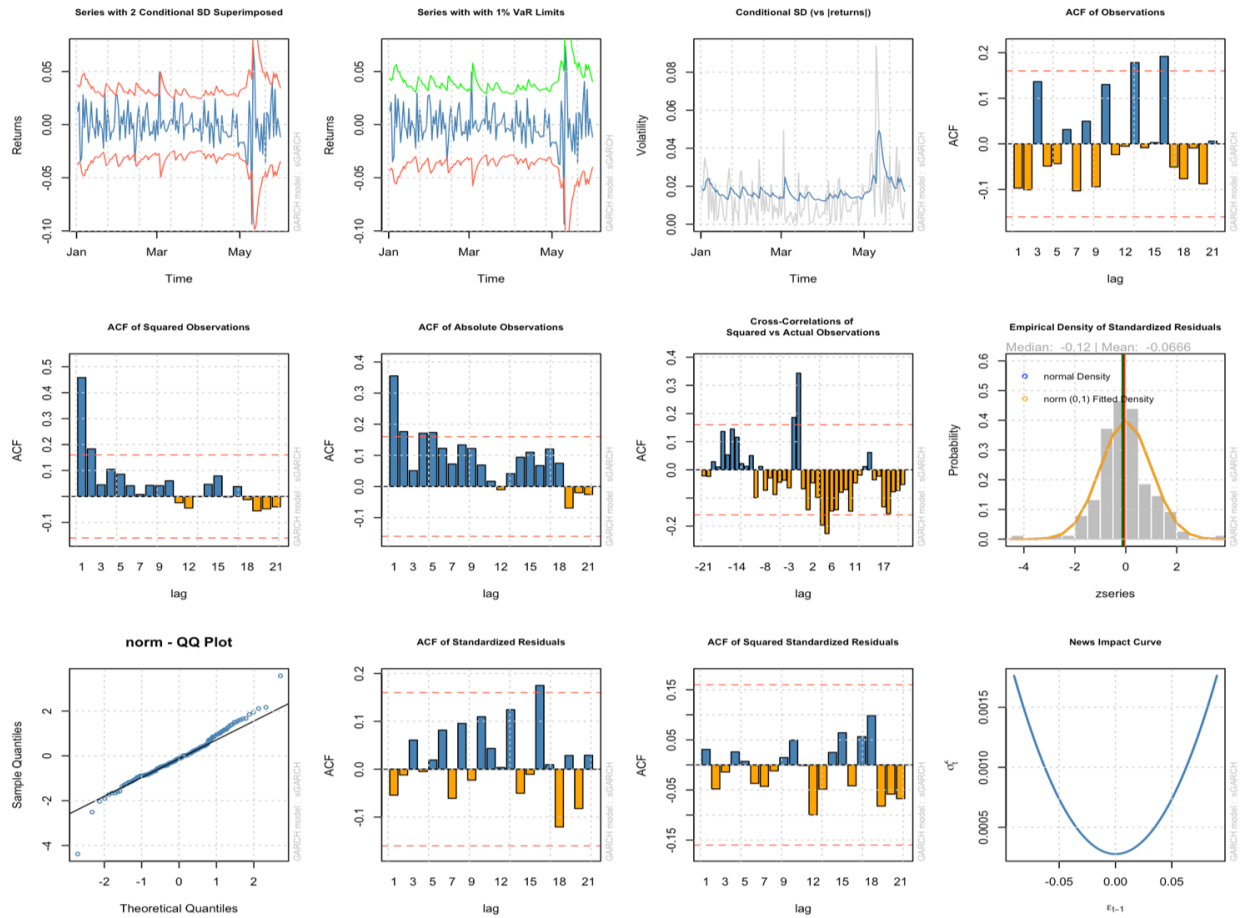 Series with 2 Conditional SD Superimposed
Returns
0.05
0.00
-0.05
-0.10
Jan
Mar
May
Time
GARCH model : sGARCH
Series with with 1% VaR Limits
Returns
0.05
0.00
-0.05
-0.10
Jan
Mar
May
Time
GARCH model : sGARCH
Conditional SD (vs |returns|)
Volatility
0.08
0.06
0.04
0.02
0.00
Jan
Mar
May
Time
GARCH model : sGARCH
ACF of Observations
ACF
0.2
0.1
0.0
-0.1
1 3 5 7 9 12 15 18 21
lag
GARCH model : sGARCH
ACF of Squared Observations
ACF
0.5
0.4
0.3
0.2
0.1
0.0
-0.1
1 3 5 7 9 12 15 18 21
lag
GARCH model : sGARCH
ACF of Absolute Observations
ACF
0.4
0.3
0.2
0.1
0.0
-0.1
1 3 5 7 9 12 15 18 21
lag
GARCH model : sGARCH
Cross-Correlations of
Squared vs Actual Observations
ACF
0.4
0.3
0.2
0.1
0.0
-0.2
-21 -14 -8 -3 2 6 11 17
lag
GARCH model : sGARCH
Empirical Density of Standardized Residuals
Median: -0.12 | Mean: -0.0666
normal Density
norm (0,1) Fitted Density
Probability
0.6
0.5
0.4
0.3
0.2
0.1
0.0
-4 -2 0 2
zseries
GARCH model : sGARCH
norm - QQ Plot
Sample Quantiles
2
0
-2
-4
-2 -1 0 1 2
Theoretical Quantiles
GARCH model : sGARCH
ACF of Standardized Residuals
ACF
0.2
0.1
0.0
-0.1
1 3 5 7 9 12 15 18 21
lag
GARCH model : sGARCH
ACF of Squared Standardized Residuals
ACF
0.15
0.05
-0.05
-0.15
1 3 5 7 9 12 15 18 21
lag
GARCH model : sGARCH
News Impact Curve
0.0015
0.0010
0.0005
-0.05 0.00 0.05
εt−1
GARCH model : sGARCH